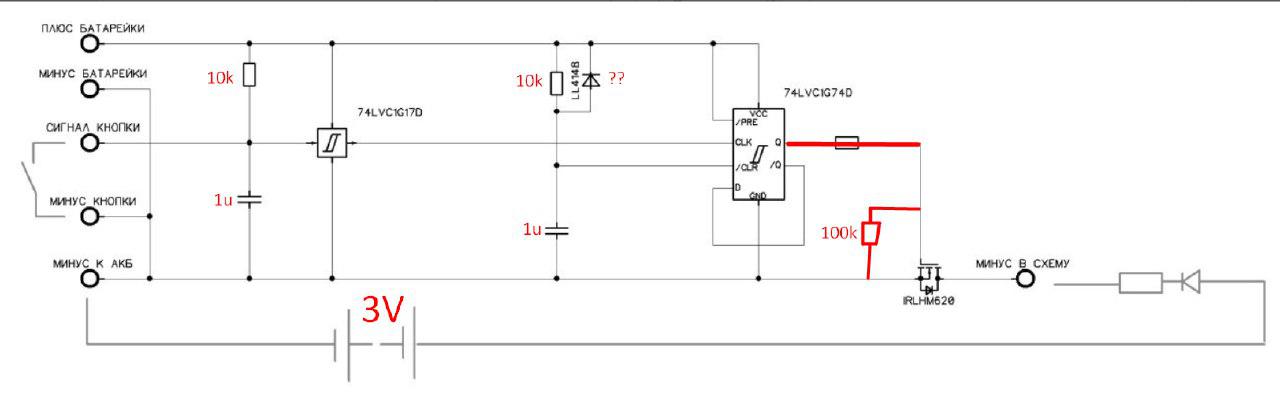 ПЛЮС БАТАРЕЙКИ
МИНУС БАТАРЕЙКИ
10k
10k
LL4148
??
74LVC1G74D
74LVC1G17D
VCC
/PRE
СИГНАЛ КНОПКИ
CLK
Q
/CLR
/Q
D
GND
1u
МИНУС КНОПКИ
1u
100k
МИНУС К АКБ
МИНУС В СХЕМУ
IRLHM620
3V